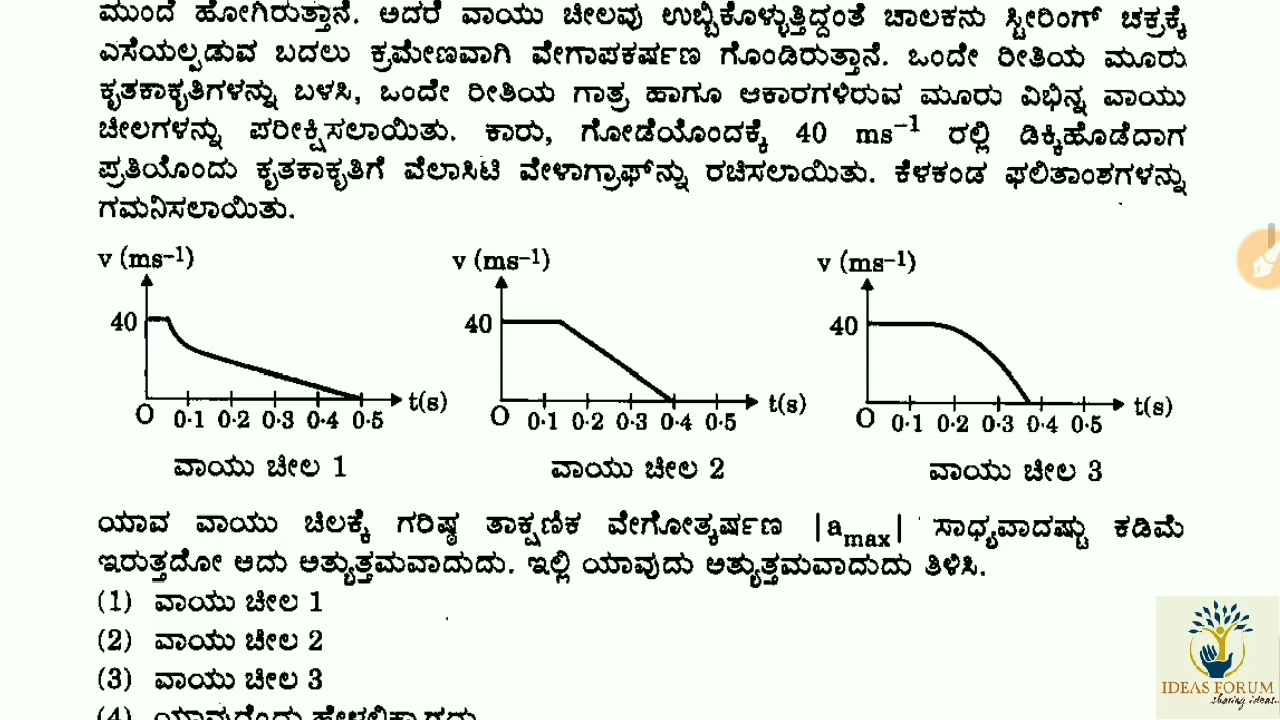 ಮುಂದೆ ಹೋಗಿರುತ್ತಾನೆ. ಅದರೆ ವಾಯು ಚೀಲವು ಉಬ್ಬಿಕೊಳ್ಳುತ್ತಿದ್ದಂತೆ ಚಾಲಕನು ಸ್ಟೀರಿಂಗ್ ಚಕ್ರಕ್ಕೆ
ಎಸೆಯಲ್ಪಡುವ ಬದಲು ಕ್ರಮೇಣವಾಗಿ ವೇಗಾಪಕರ್ಷಣ ಗೊಂಡಿರುತ್ತಾನೆ. ಒಂದೇ ರೀತಿಯ ಮೂರು
ಕೃತಕಾಕೃತಿಗಳನ್ನು ಬಳಸಿ, ಒಂದೇ ರೀತಿಯ ಗಾತ್ರ ಹಾಗೂ ಆಕಾರಗಳಿರುವ ಮೂರು ವಿಭಿನ್ನ ವಾಯು
ಚೀಲಗಳನ್ನು ಪರೀಕ್ಷಿಸಲಾಯಿತು. ಕಾರು, ಗೋಡೆಯೊಂದಕ್ಕೆ 40 ms⁻¹ ರಲ್ಲಿ ಡಿಕ್ಕಿಹೊಡೆದಾಗ
ಪ್ರತಿಯೊಂದು ಕೃತಕಾಕೃತಿಗೆ ವೆಲಾಸಿಟಿ ವೇಳಾಗ್ರಾಫ್‌ನ್ನು ರಚಿಸಲಾಯಿತು. ಕೆಳಕಂಡ ಫಲಿತಾಂಶಗಳನ್ನು
ಗಮನಿಸಲಾಯಿತು.
v (ms⁻¹) v (ms⁻¹) v (ms⁻¹)
40 40 40
O 0·1 0·2 0·3 0·4 0·5 t(s) O 0·1 0·2 0·3 0·4 0·5 t(s) O 0·1 0·2 0·3 0·4 0·5 t(s)
ವಾಯು ಚೀಲ 1 ವಾಯು ಚೀಲ 2 ವಾಯು ಚೀಲ 3
ಯಾವ ವಾಯು ಚಿಲಕ್ಕೆ ಗರಿಷ್ಠ ತಾಕ್ಷಣಿಕ ವೇಗೋತ್ಕರ್ಷಣ |a_max| ಸಾಧ್ಯವಾದಷ್ಟು ಕಡಿಮೆ
ಇರುತ್ತದೋ ಆದು ಅತ್ಯುತ್ತಮವಾದುದು. ಇಲ್ಲಿ ಯಾವುದು ಅತ್ಯುತ್ತಮವಾದುದು ತಿಳಿಸಿ.
(1) ವಾಯು ಚೀಲ 1
(2) ವಾಯು ಚೀಲ 2
(3) ವಾಯು ಚೀಲ 3
IDEAS FORUM
sharing ideas